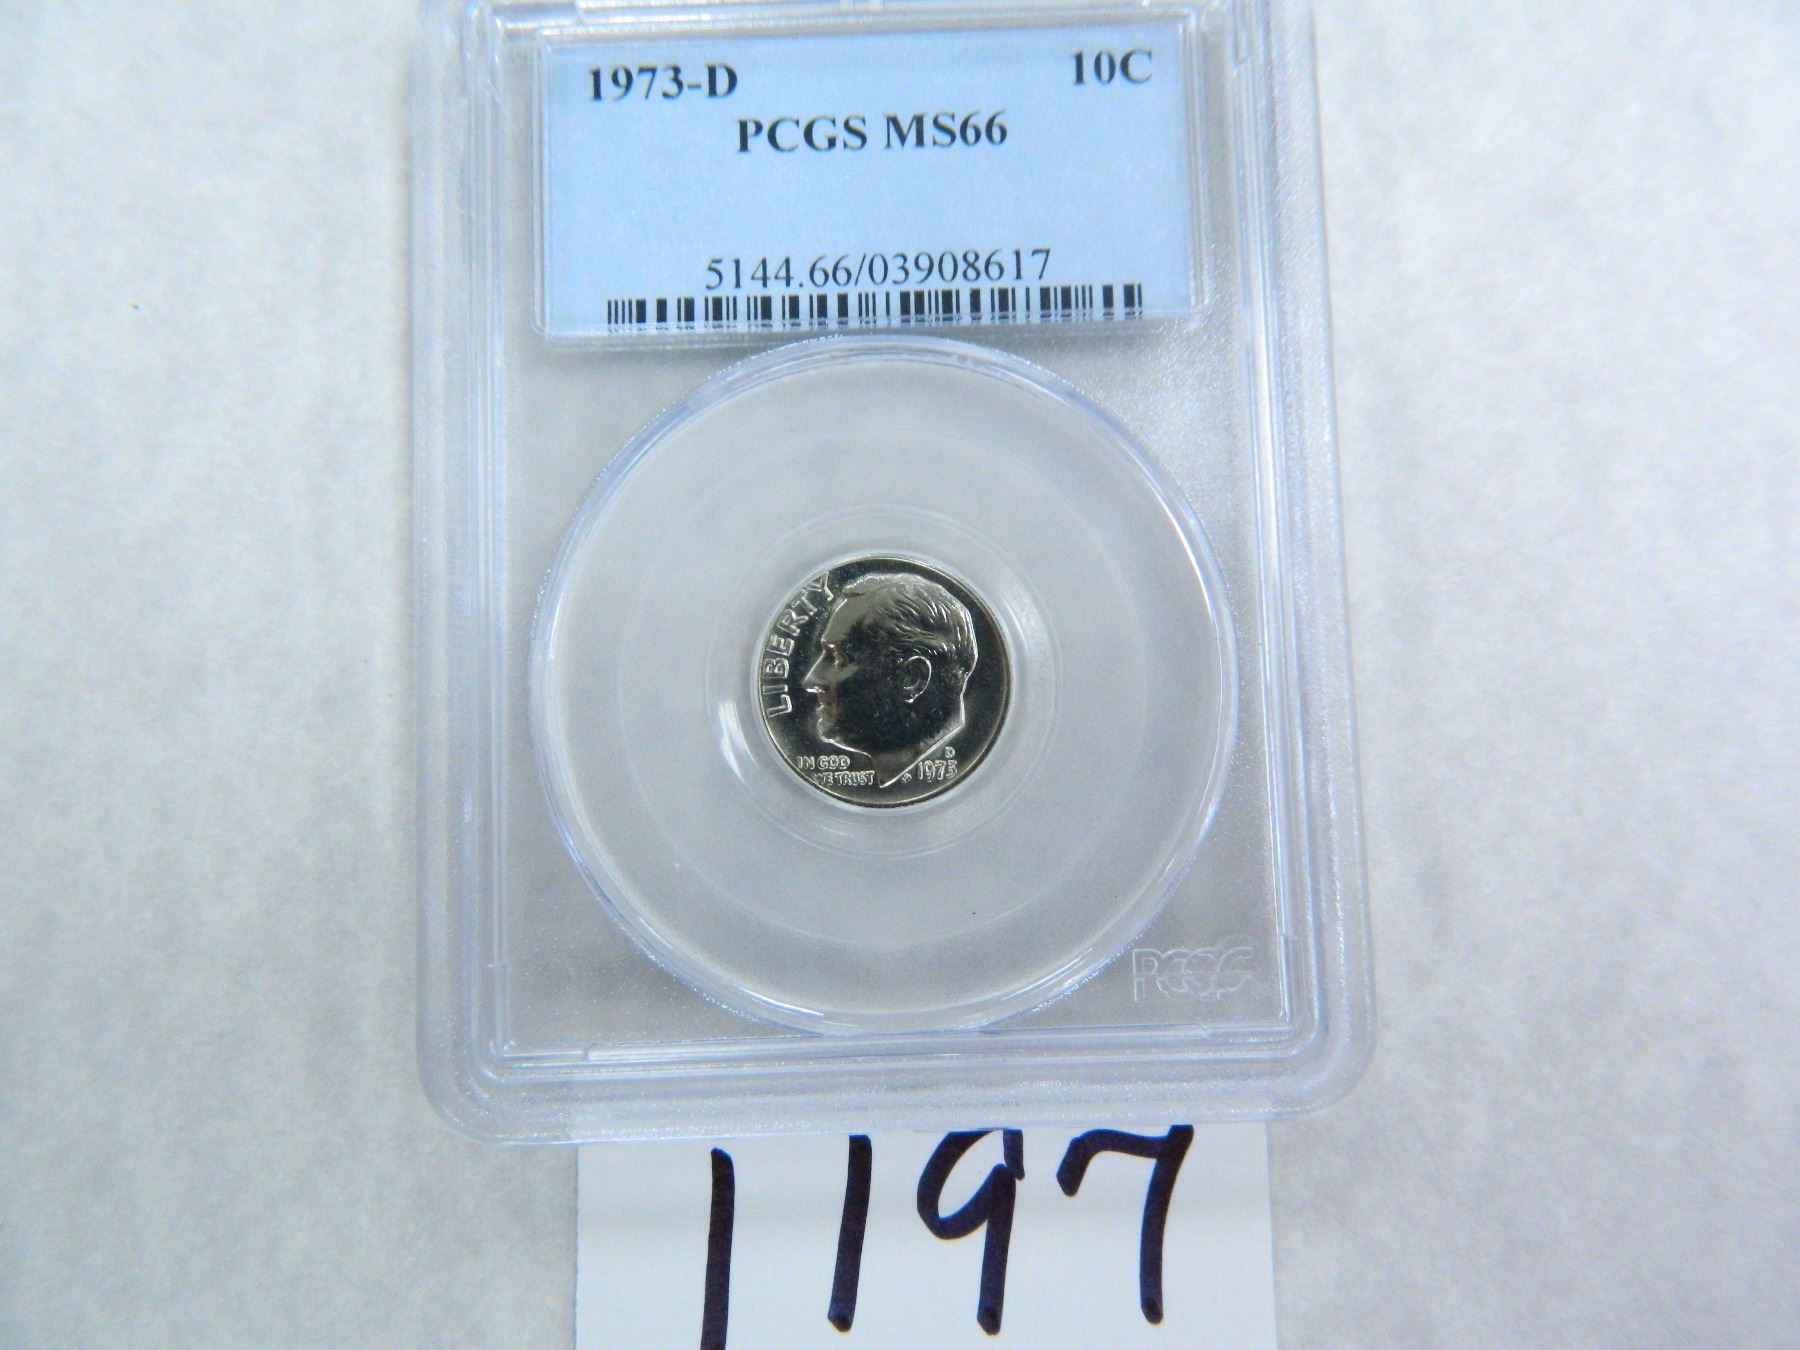 1973-D 10C
PCGS MS66
5144.66/03908617
LIBERTY
IN GOD
WE TRUST
D
1973
PCGS
1197